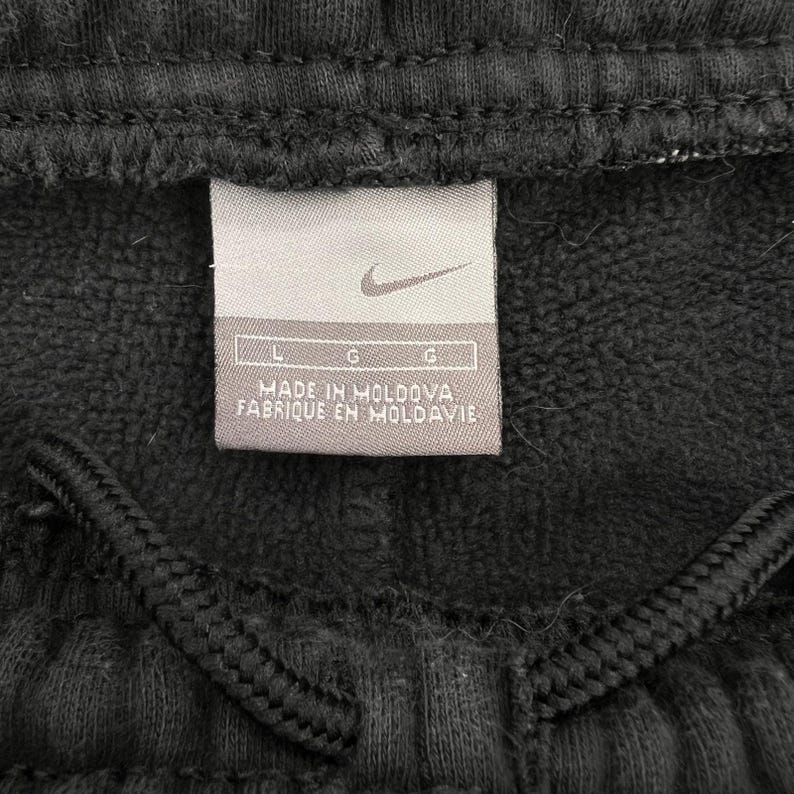 L G G
MADE IN MOLDOVA
FABRIQUE EN MOLDAVIE